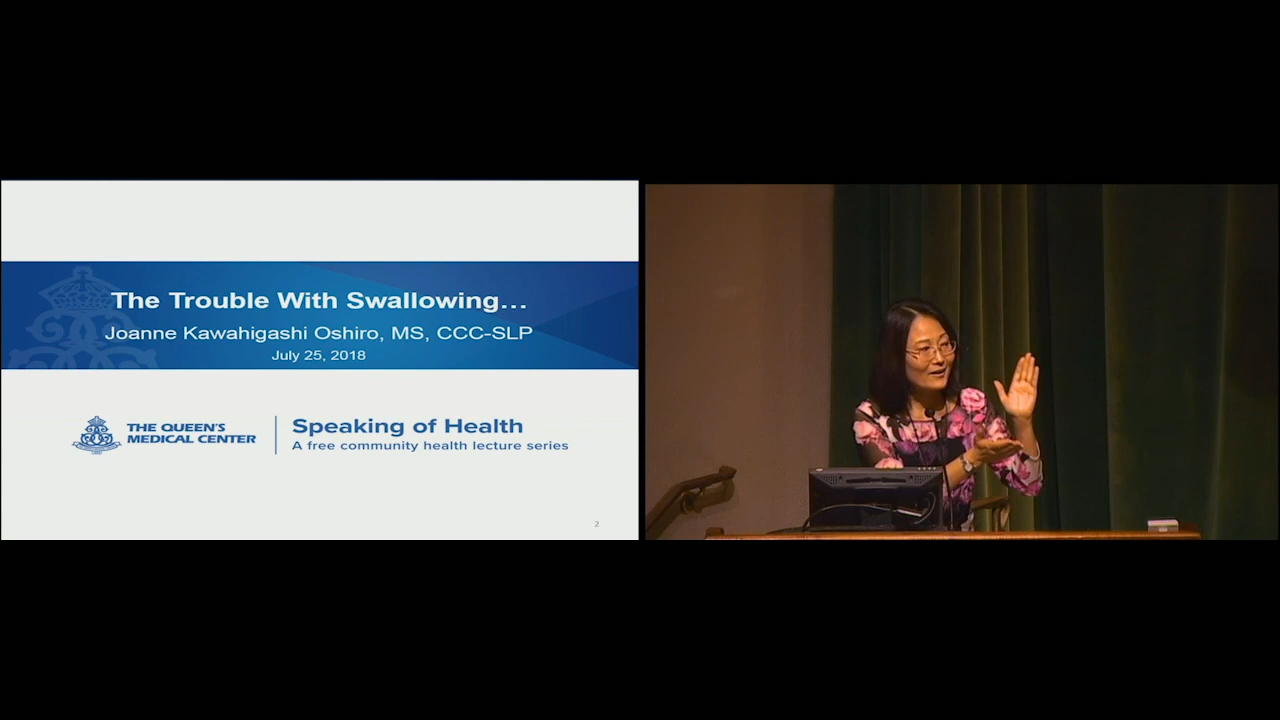 The Trouble With Swallowing...
Joanne Kawahigashi Oshiro, MS, CCC-SLP
July 25, 2018
THE QUEEN'S
MEDICAL CENTER
Speaking of Health
A free community health lecture series
2